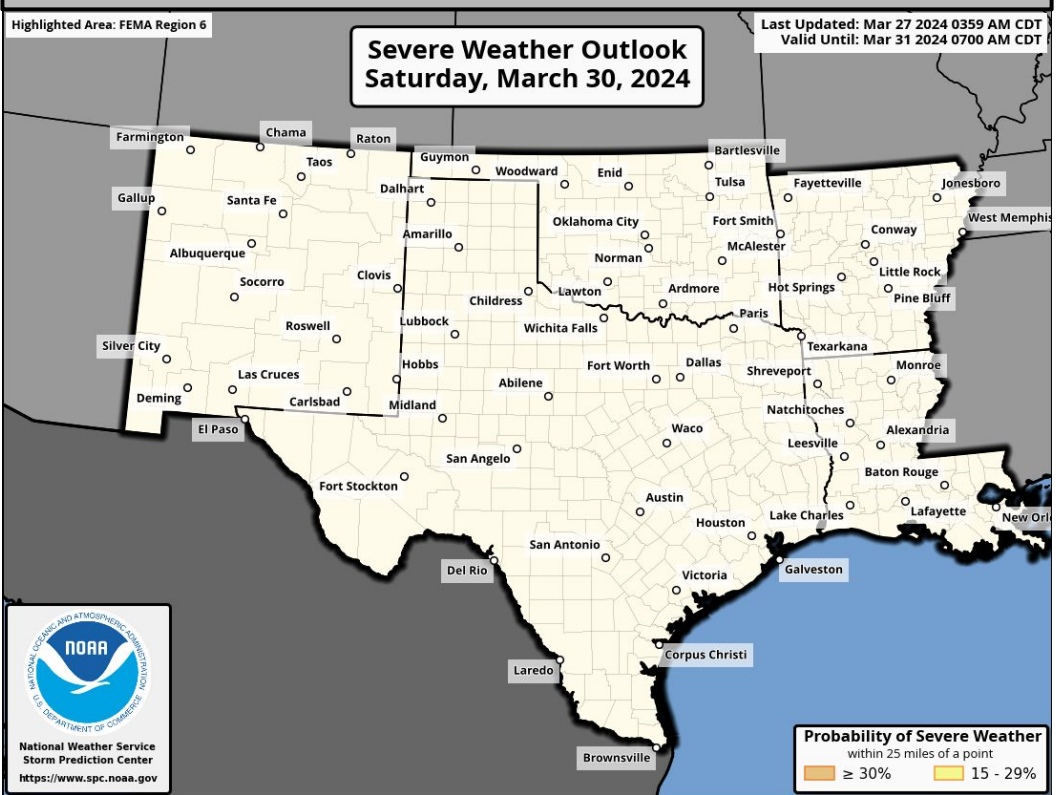 Highlighted Area: FEMA Region 6
Last Updated: Mar 27 2024 0359 AM CDT
Valid Until: Mar 31 2024 0700 AM CDT
Severe Weather Outlook
Saturday, March 30, 2024
Farmington
Chama
Raton
Taos
Guymon
Woodward
Enid
Bartlesville
Tulsa
Fayetteville
Jonesboro
Gallup
Santa Fe
Dalhart
West Memphis
Oklahoma City
Fort Smith
Conway
Albuquerque
Amarillo
Norman
McAlester
Little Rock
Socorro
Clovis
Childress
Lawton
Ardmore
Hot Springs
Pine Bluff
Roswell
Lubbock
Wichita Falls
Paris
Texarkana
Silver City
Hobbs
Fort Worth
Dallas
Shreveport
Monroe
Las Cruces
Abilene
Deming
Carlsbad
Midland
Natchitoches
El Paso
Waco
Leesville
Alexandria
San Angelo
Baton Rouge
Fort Stockton
Austin
Houston
Lake Charles
Lafayette
New Orl
San Antonio
Del Rio
Victoria
Galveston
Laredo
Corpus Christi
Brownsville
NATIONAL OCEANIC AND ATMOSPHERIC ADMINISTRATION
NOAA
U.S. DEPARTMENT OF COMMERCE
National Weather Service
Storm Prediction Center
https://www.spc.noaa.gov
Probability of Severe Weather
within 25 miles of a point
≥ 30%
15 - 29%